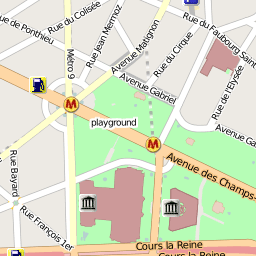 Rue du Colisée
de Ponthieu
Rue Jean Mermoz
Avenue Matignon
Rue du Cirque
Rue du Faubourg Saint
Métro 9
Avenue Gabriel
Rue de l'Elysée
M
playground
Avenue Ga
M
Avenue des Champs-
Rue Bayard
Rue François 1er
Cours la Reine
Cours la Reine